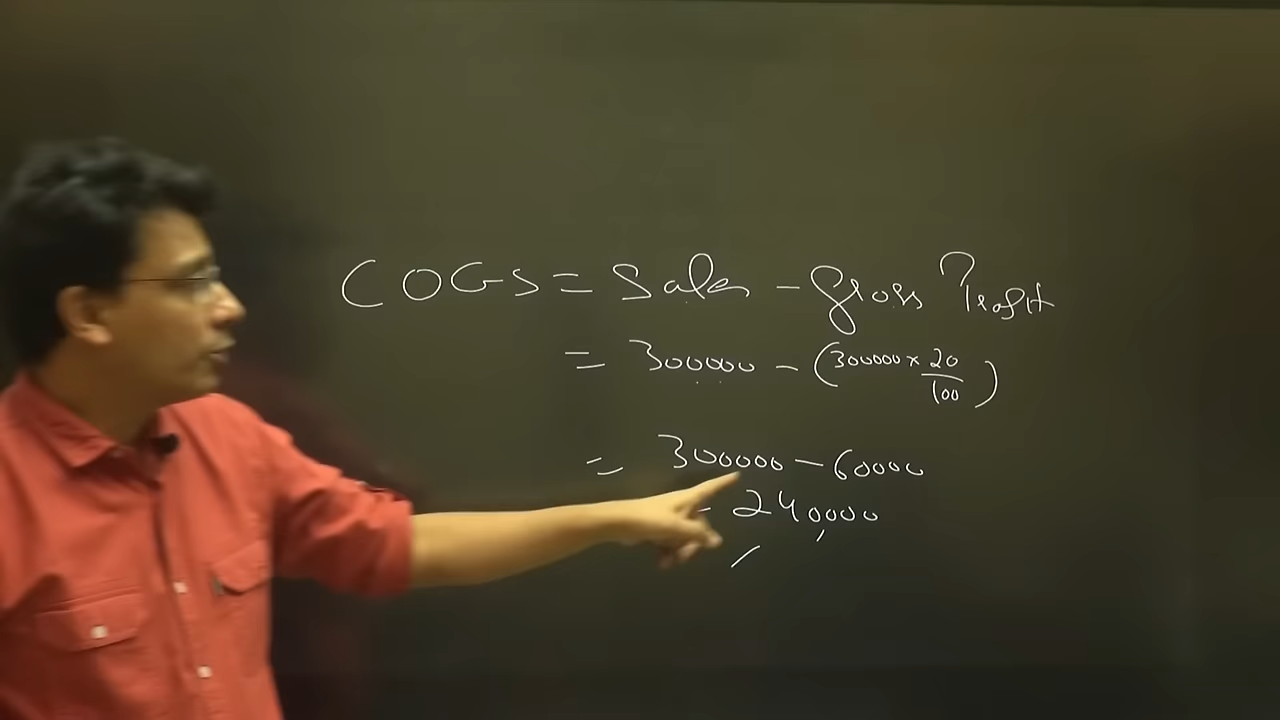 COGS = Sales - Gross Profit
= 300000 - (300000 × 20/100)
= 300000 - 60000
- 240000